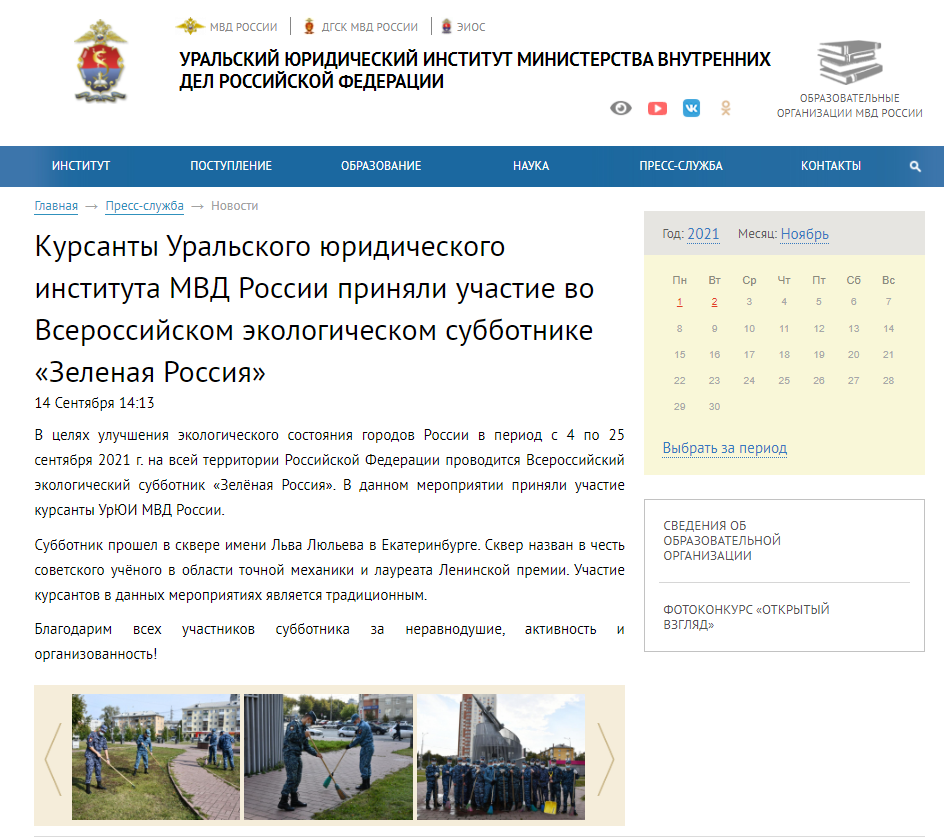 МВД РОССИИ ДГСК МВД РОССИИ ЭИОС
УРАЛЬСКИЙ ЮРИДИЧЕСКИЙ ИНСТИТУТ МИНИСТЕРСТВА ВНУТРЕННИХ
ДЕЛ РОССИЙСКОЙ ФЕДЕРАЦИИ
ОБРАЗОВАТЕЛЬНЫЕ
ОРГАНИЗАЦИИ МВД РОССИИ
ИНСТИТУТ ПОСТУПЛЕНИЕ ОБРАЗОВАНИЕ НАУКА ПРЕСС-СЛУЖБА КОНТАКТЫ
Главная → Пресс-служба → Новости
Курсанты Уральского юридического
института МВД России приняли участие во
Всероссийском экологическом субботнике
«Зеленая Россия»
14 Сентября 14:13
В целях улучшения экологического состояния городов России в период с 4 по 25
сентября 2021 г. на всей территории Российской Федерации проводится Всероссийский
экологический субботник «Зелёная Россия». В данном мероприятии приняли участие
курсанты УрЮИ МВД России.
Субботник прошел в сквере имени Льва Люльева в Екатеринбурге. Сквер назван в честь
советского учёного в области точной механики и лауреата Ленинской премии. Участие
курсантов в данных мероприятиях является традиционным.
Благодарим всех участников субботника за неравнодушие, активность и
организованность!
Год: 2021 Месяц: Ноябрь
Пн Вт Ср Чт Пт Сб Вс
1 2 3 4 5 6 7
8 9 10 11 12 13 14
15 16 17 18 19 20 21
22 23 24 25 26 27 28
29 30
Выбрать за период
СВЕДЕНИЯ ОБ
ОБРАЗОВАТЕЛЬНОЙ
ОРГАНИЗАЦИИ
ФОТОКОНКУРС «ОТКРЫТЫЙ
ВЗГЛЯД»